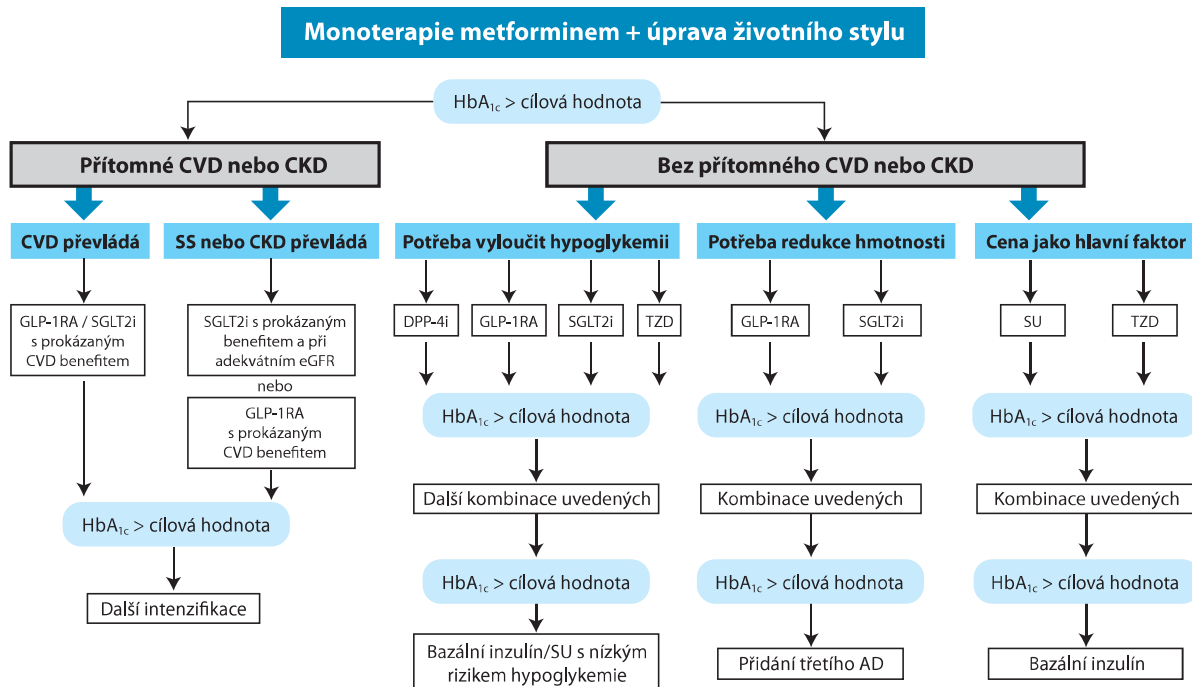 Monoterapie metforminem + úprava životního stylu
HbA1c > cílová hodnota
Přítomné CVD nebo CKD
Bez přítomného CVD nebo CKD
CVD převládá
SS nebo CKD převládá
Potřeba vyloučit hypoglykemii
Potřeba redukce hmotnosti
Cena jako hlavní faktor
GLP-1RA / SGLT2i
s prokázaným
CVD benefitem
SGLT2i s prokázaným
benefitem a při
adekvátním eGFR
nebo
GLP-1RA
s prokázaným
CVD benefitem
HbA1c > cílová hodnota
Další intenzifikace
DPP-4i
GLP-1RA
SGLT2i
TZD
HbA1c > cílová hodnota
Další kombinace uvedených
HbA1c > cílová hodnota
Bazální inzulín/SU s nízkým
rizikem hypoglykemie
GLP-1RA
SGLT2i
HbA1c > cílová hodnota
Kombinace uvedených
HbA1c > cílová hodnota
Přidání třetího AD
SU
TZD
HbA1c > cílová hodnota
Kombinace uvedených
HbA1c > cílová hodnota
Bazální inzulín